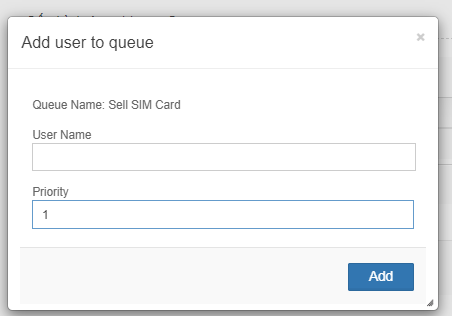 Add user to queue
×
Queue Name: Sell SIM Card
User Name
Priority
1
Add